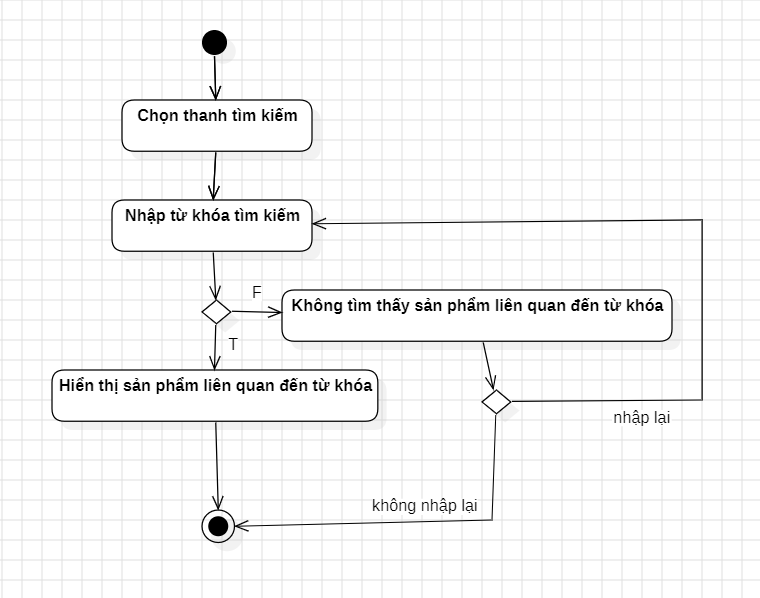 Chọn thanh tìm kiếm
Nhập từ khóa tìm kiếm
F
Không tìm thấy sản phẩm liên quan đến từ khóa
T
Hiển thị sản phẩm liên quan đến từ khóa
nhập lại
không nhập lại